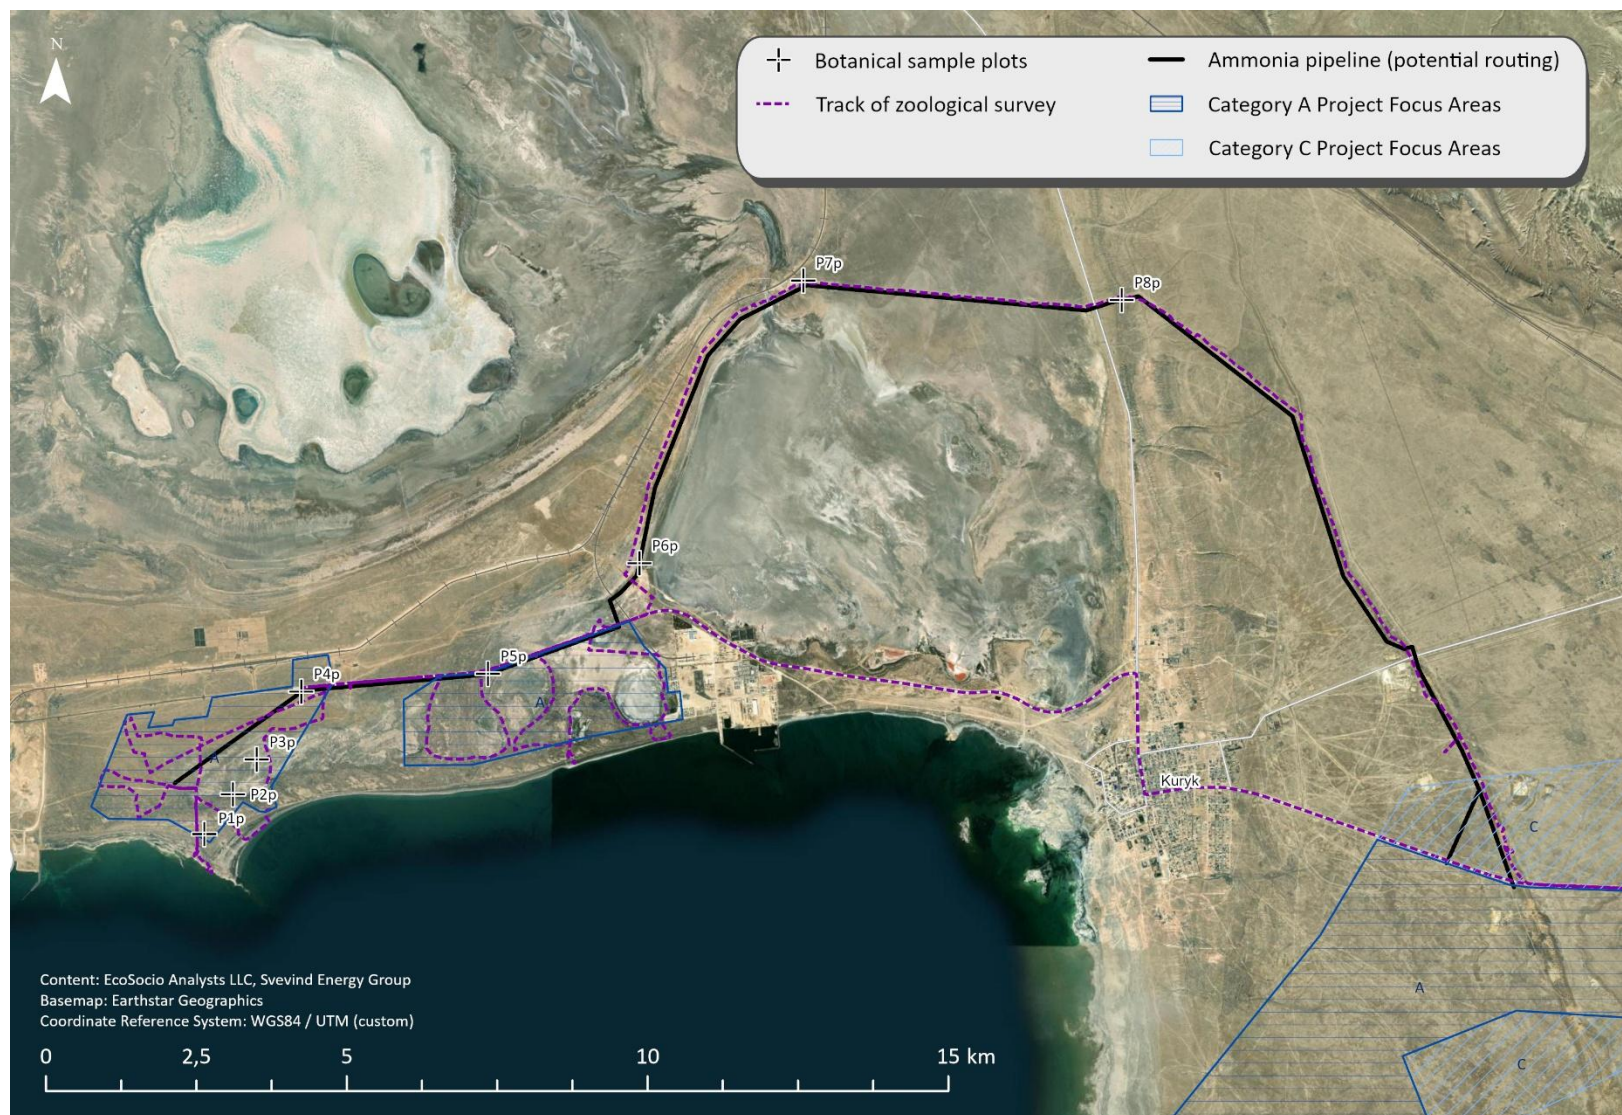 N
Botanical sample plots
Track of zoological survey
Ammonia pipeline (potential routing)
Category A Project Focus Areas
Category C Project Focus Areas
P7p
P8p
P6p
P5p
P4p
A
P3p
A
P2p
P1p
Kuryk
C
A
C
Content: EcoSocio Analysts LLC, Svevind Energy Group
Basemap: Earthstar Geographics
Coordinate Reference System: WGS84 / UTM (custom)
0 2,5 5 10 15 km